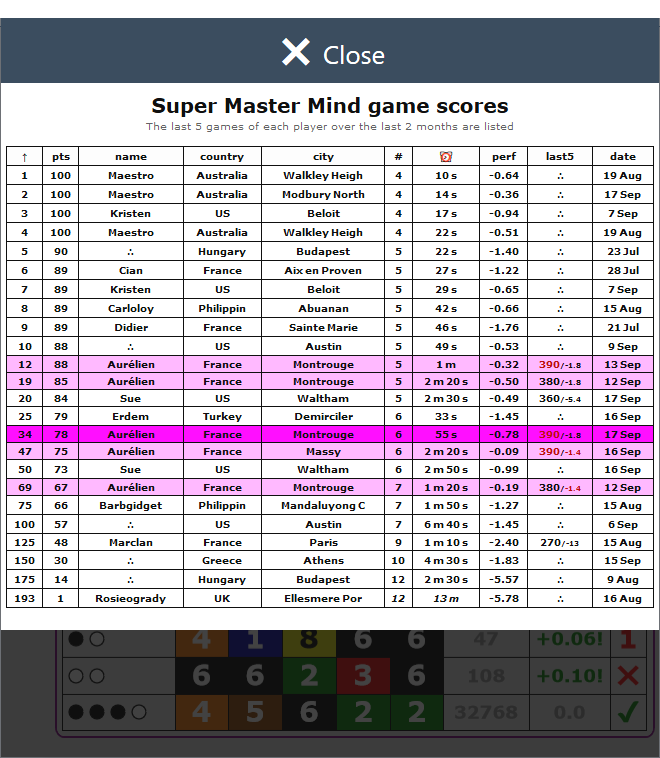 ✕ Close
Super Master Mind game scores
The last 5 games of each player over the last 2 months are listed
↑ pts name country city # ⏰ perf last5 date
1 100 Maestro Australia Walkley Heigh 4 10 s -0.64 ∴ 19 Aug
2 100 Maestro Australia Modbury North 4 14 s -0.36 ∴ 17 Sep
3 100 Kristen US Beloit 4 17 s -0.94 ∴ 7 Sep
4 100 Maestro Australia Walkley Heigh 4 22 s -0.51 ∴ 19 Aug
5 90 ∴ Hungary Budapest 5 22 s -1.40 ∴ 23 Jul
6 89 Cian France Aix en Proven 5 27 s -1.22 ∴ 28 Jul
7 89 Kristen US Beloit 5 29 s -0.65 ∴ 7 Sep
8 89 Carloloy Philippin Abuanan 5 42 s -0.66 ∴ 15 Aug
9 89 Didier France Sainte Marie 5 46 s -1.76 ∴ 21 Jul
10 88 ∴ US Austin 5 49 s -0.53 ∴ 9 Sep
12 88 Aurélien France Montrouge 5 1 m -0.32 390/-1.8 13 Sep
19 85 Aurélien France Montrouge 5 2 m 20 s -0.50 380/-1.8 12 Sep
20 84 Sue US Waltham 5 2 m 30 s -0.49 360/-5.4 17 Sep
25 79 Erdem Turkey Demirciler 6 33 s -1.45 ∴ 16 Sep
34 78 Aurélien France Montrouge 6 55 s -0.78 390/-1.8 17 Sep
47 75 Aurélien France Massy 6 2 m 20 s -0.09 390/-1.4 16 Sep
50 73 Sue US Waltham 6 2 m 50 s -0.99 ∴ 16 Sep
69 67 Aurélien France Montrouge 7 1 m 20 s -0.19 380/-1.4 12 Sep
75 66 Barbgidget Philippin Mandaluyong C 7 1 m 50 s -1.27 ∴ 15 Aug
100 57 ∴ US Austin 7 6 m 40 s -1.45 ∴ 6 Sep
125 48 Marclan France Paris 9 1 m 10 s -2.40 270/-13 15 Aug
150 30 ∴ Greece Athens 10 4 m 30 s -1.83 ∴ 15 Sep
175 14 ∴ Hungary Budapest 12 2 m 30 s -5.57 ∴ 9 Aug
193 1 Rosieogrady UK Ellesmere Por 12 13 m -5.78 ∴ 16 Aug
4 1 8 6 6 47 +0.06! 1
6 6 2 3 6 108 +0.10! ✕
4 5 6 2 2 32768 0.0 ✓